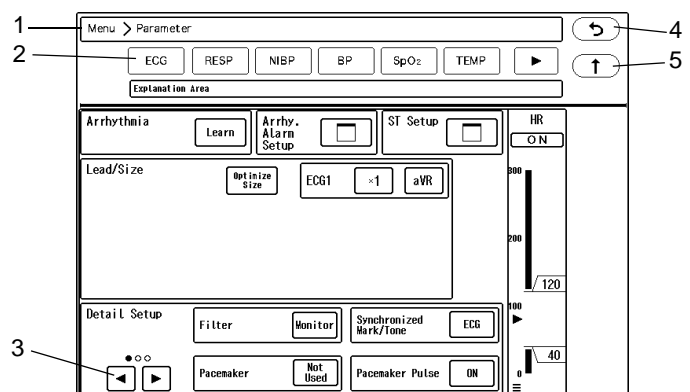 1
Menu > Parameter
4
2
ECG RESP NIBP BP SpO2 TEMP
5
Explanation Area
Arrhythmia
Learn
Arrhy.
Alarm
Setup
ST Setup
HR
ON
Lead/Size
Optimize
Size
ECG1 ×1 aVR
300
200
120
100
Detail Setup
Filter Monitor
Synchronized
Mark/Tone
ECG
3
40
Pacemaker
Not
Used
Pacemaker Pulse ON
0